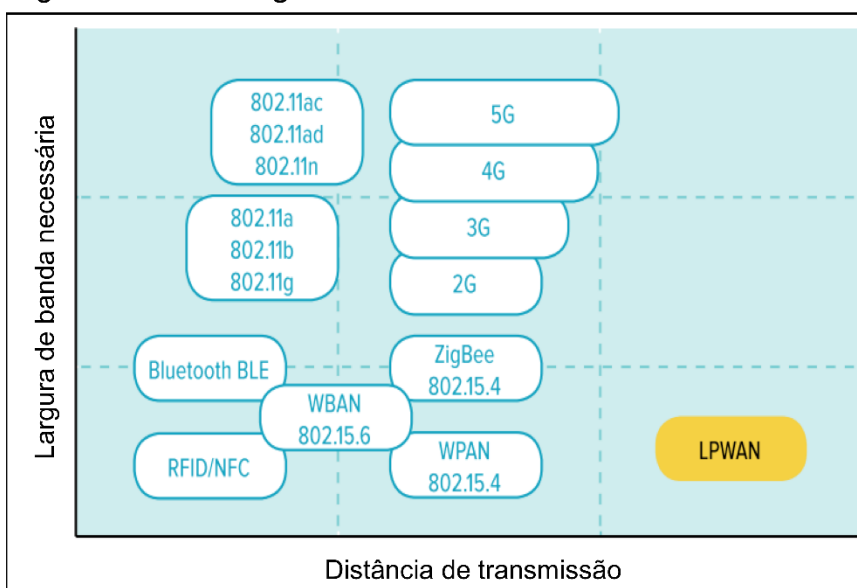 Largura de banda necessária
802.11ac
802.11ad
802.11n
5G
4G
802.11a
802.11b
802.11g
3G
2G
Bluetooth BLE
ZigBee
802.15.4
WBAN
802.15.6
RFID/NFC
WPAN
802.15.4
LPWAN
Distância de transmissão